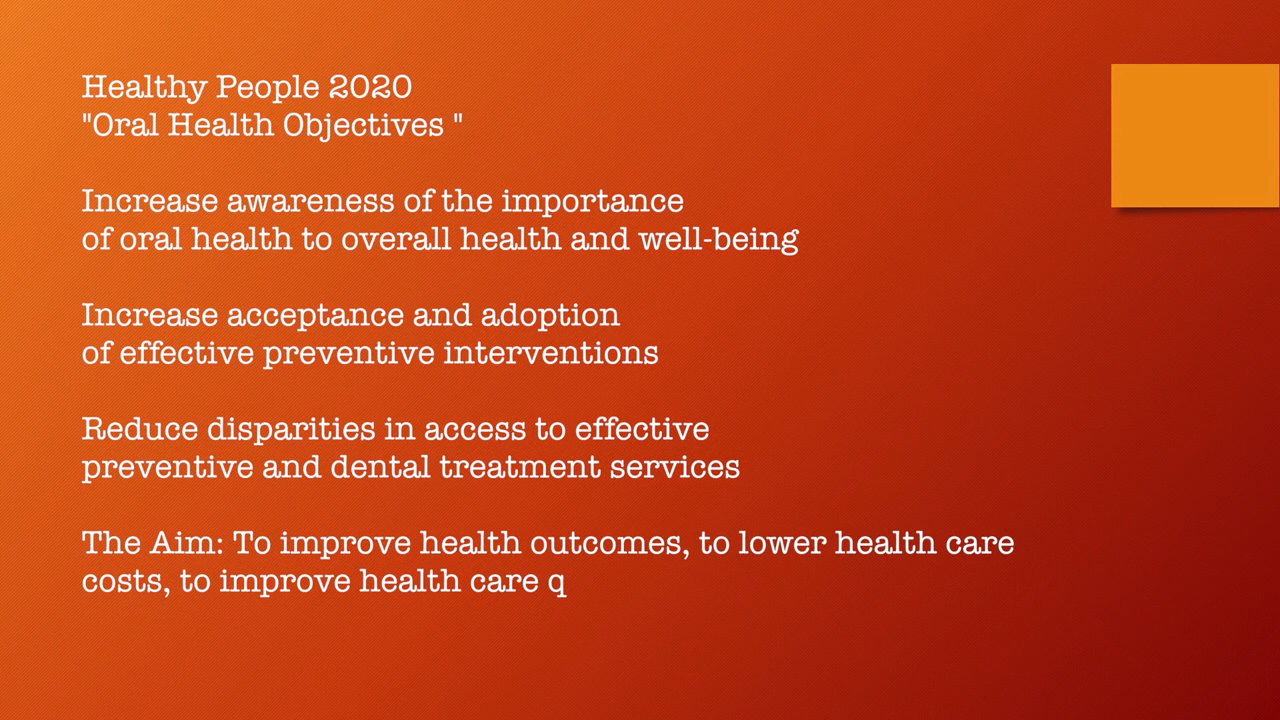 Healthy People 2020
"Oral Health Objectives "
Increase awareness of the importance
of oral health to overall health and well-being
Increase acceptance and adoption
of effective preventive interventions
Reduce disparities in access to effective
preventive and dental treatment services
The Aim: To improve health outcomes, to lower health care
costs, to improve health care q